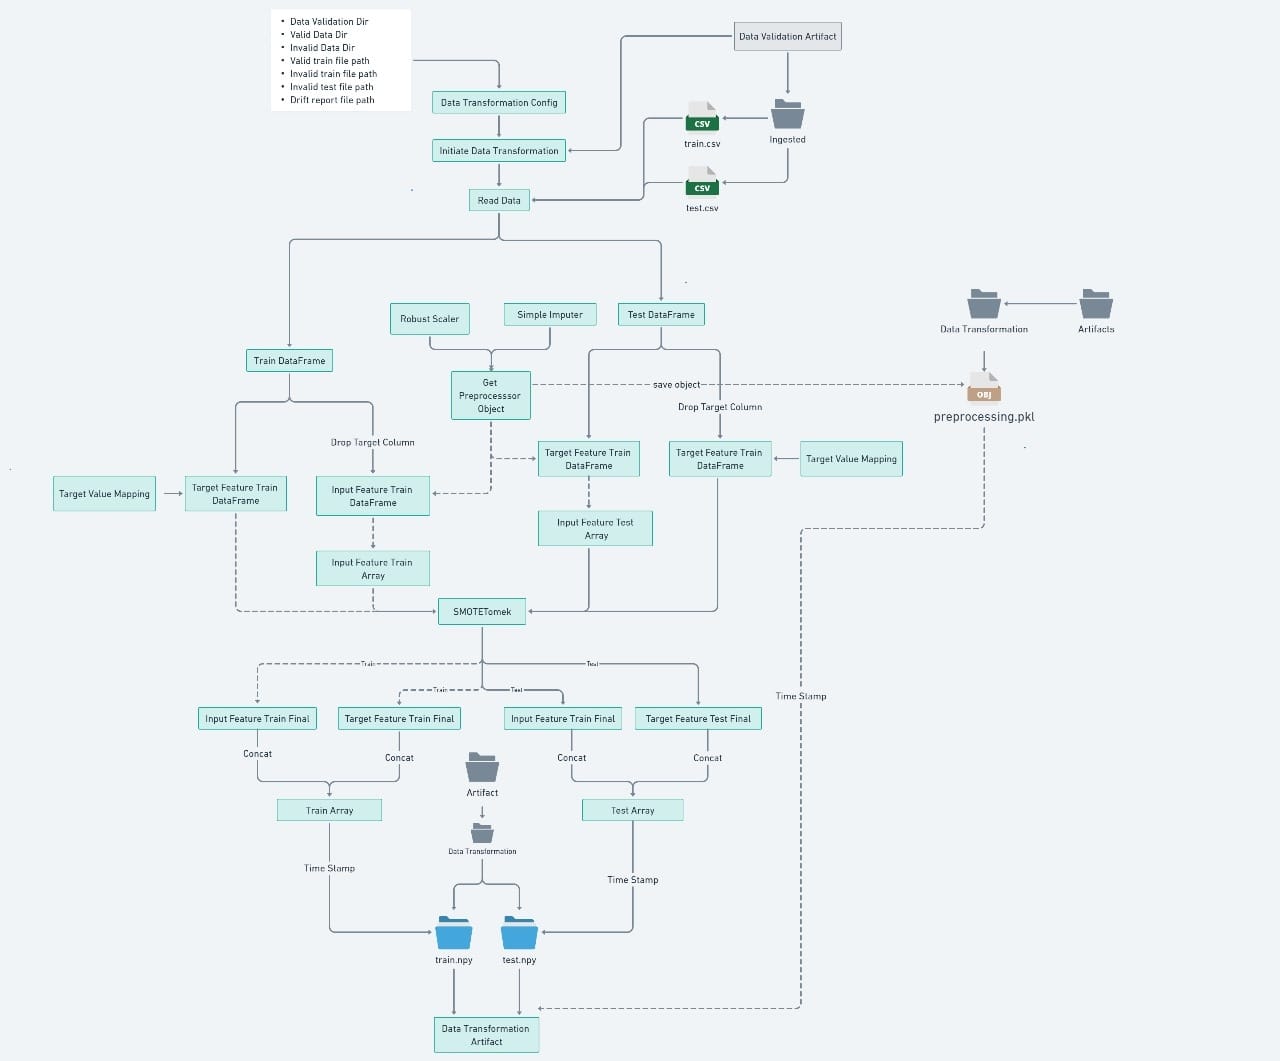 • Data Validation Dir
• Valid Data Dir
• Invalid Data Dir
• Valid train file path
• Invalid train file path
• Invalid test file path
• Drift report file path
Data Validation Artifact
Data Transformation Config
CSV
train.csv
Ingested
Initiate Data Transformation
CSV
test.csv
Read Data
Robust Scaler
Simple Imputer
Test DataFrame
Data Transformation
Artifacts
Train DataFrame
Get
Preprocesssor
Object
save object
OBJ
preprocessing.pkl
Drop Target Column
Drop Target Column
Target Feature Train
DataFrame
Target Feature Train
DataFrame
Target Value Mapping
Target Value Mapping
Target Feature Train
DataFrame
Input Feature Train
DataFrame
Input Feature Test
Array
Input Feature Train
Array
SMOTETomek
Train
Test
Train
Test
Time Stamp
Input Feature Train Final
Target Feature Train Final
Input Feature Train Final
Target Feature Test Final
Concat
Concat
Concat
Concat
Artifact
Train Array
Test Array
Data Transformation
Time Stamp
Time Stamp
train.npy
test.npy
Data Transformation
Artifact